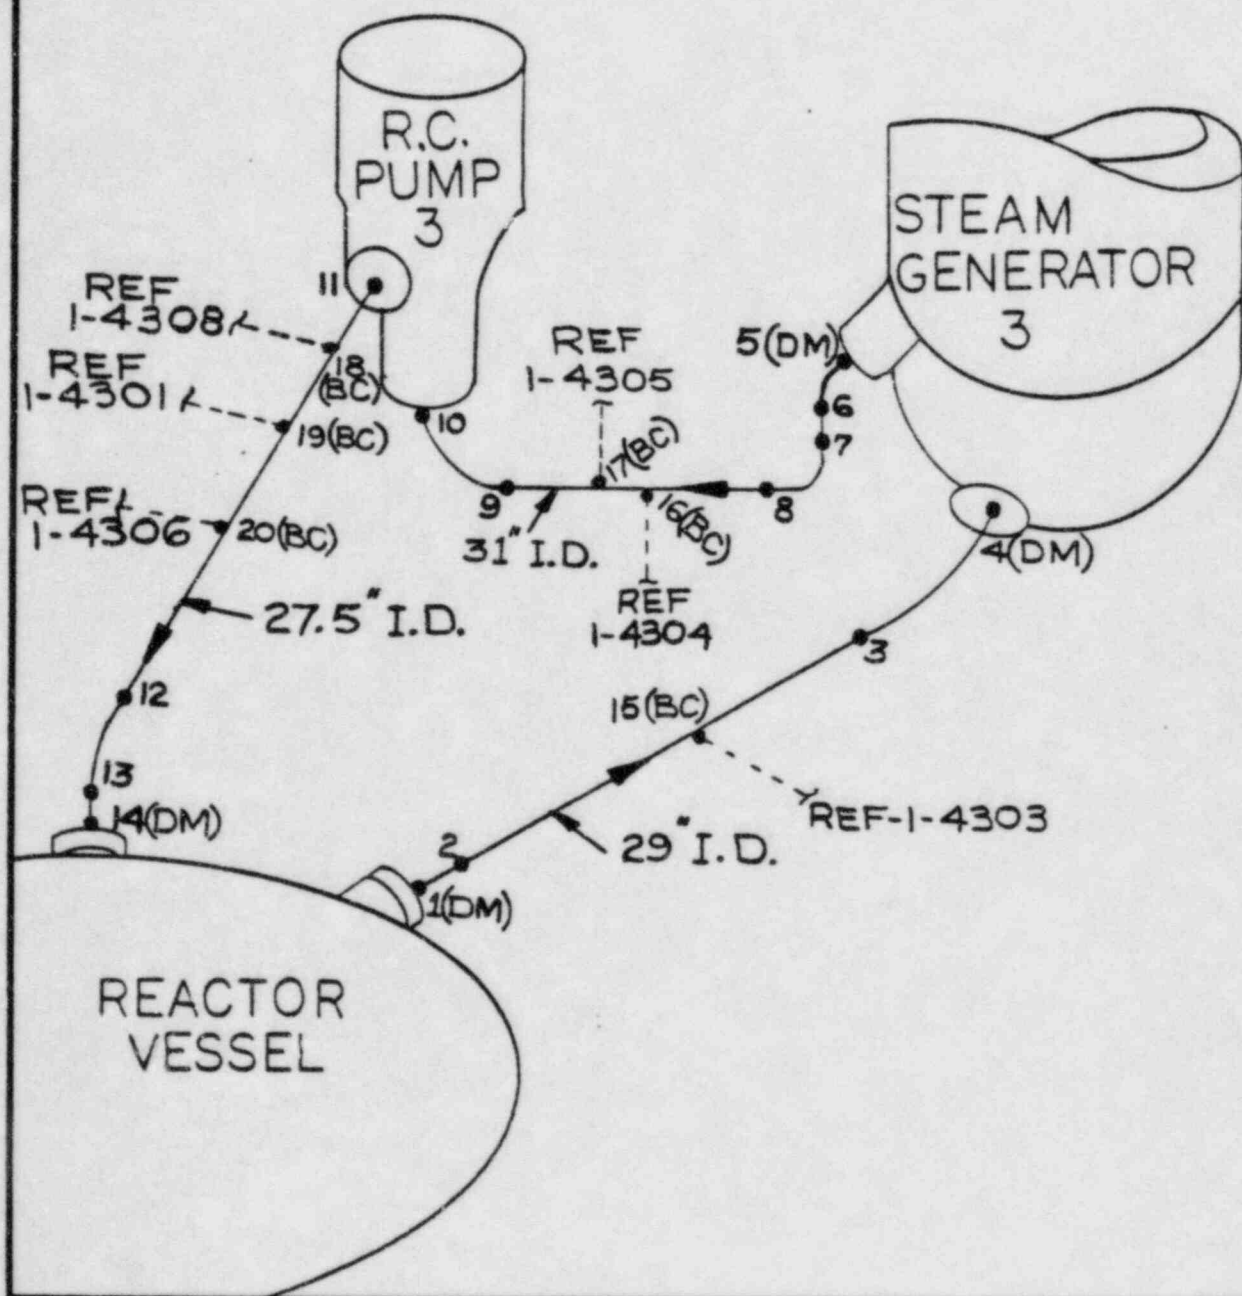 R.C.
PUMP
3
STEAM
GENERATOR
3
11
REF
1-4308
18
(BC)
REF
1-4301
19(BC)
REF
1-4306
20(BC)
REF
1-4305
17(BC)
5(DM)
6
7
10
9
31" I.D.
16(BC)
8
REF
1-4304
4(DM)
3
27.5" I.D.
12
15(BC)
REF-1-4303
13
14(DM)
29" I.D.
2
1(DM)
REACTOR
VESSEL